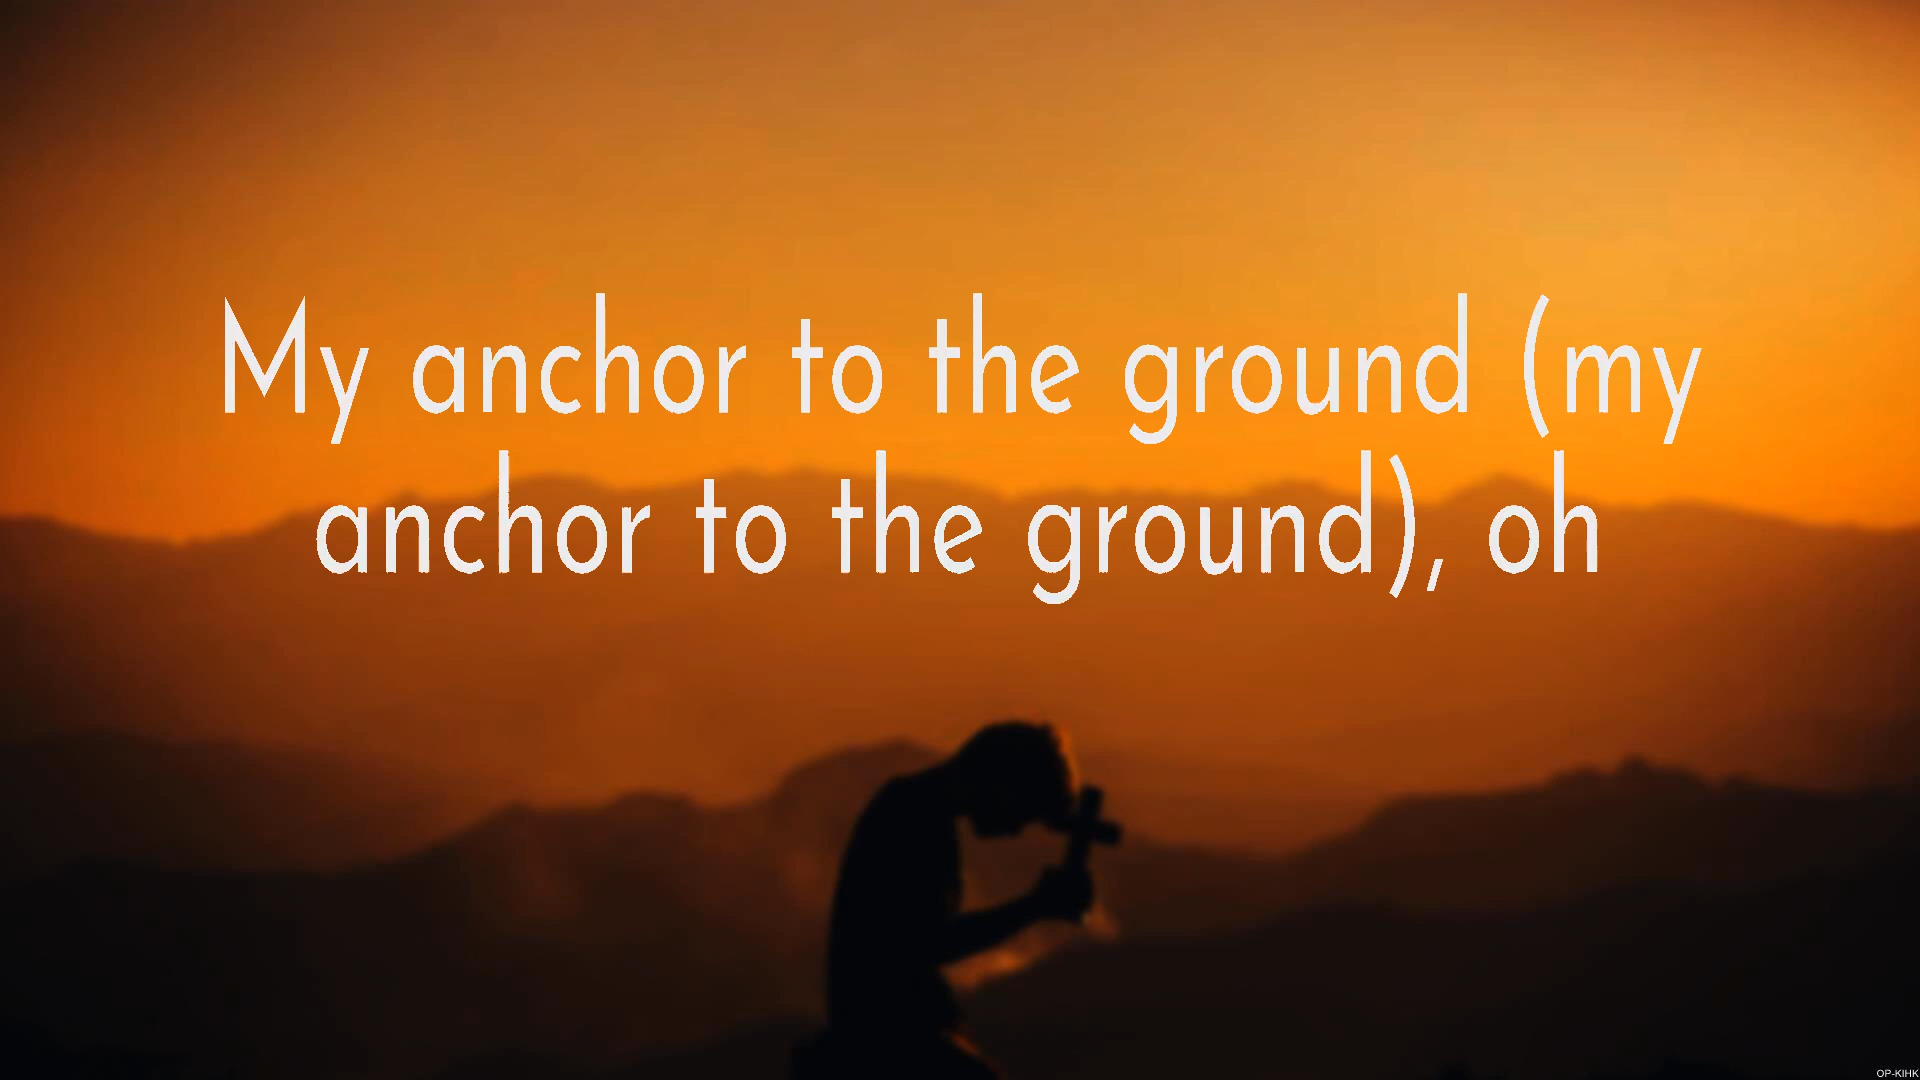 My anchor to the ground (my
anchor to the ground), oh
OP-KIHK